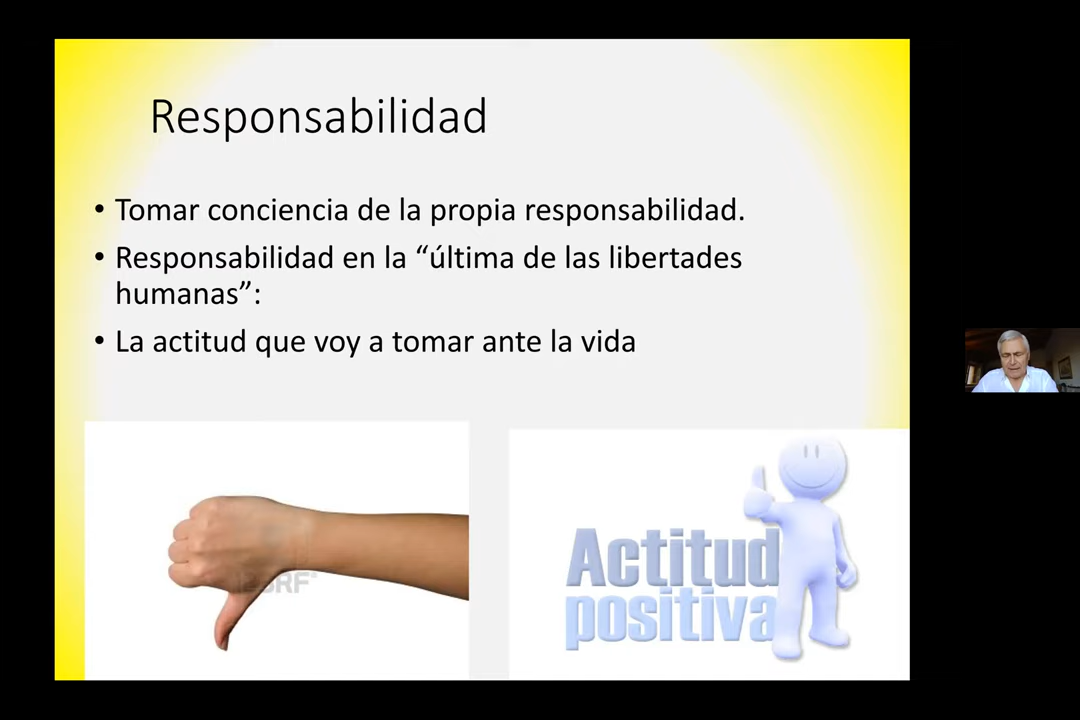 Responsabilidad
• Tomar conciencia de la propia responsabilidad.
• Responsabilidad en la “última de las libertades
humanas”:
• La actitud que voy a tomar ante la vida
Actitud
positiva